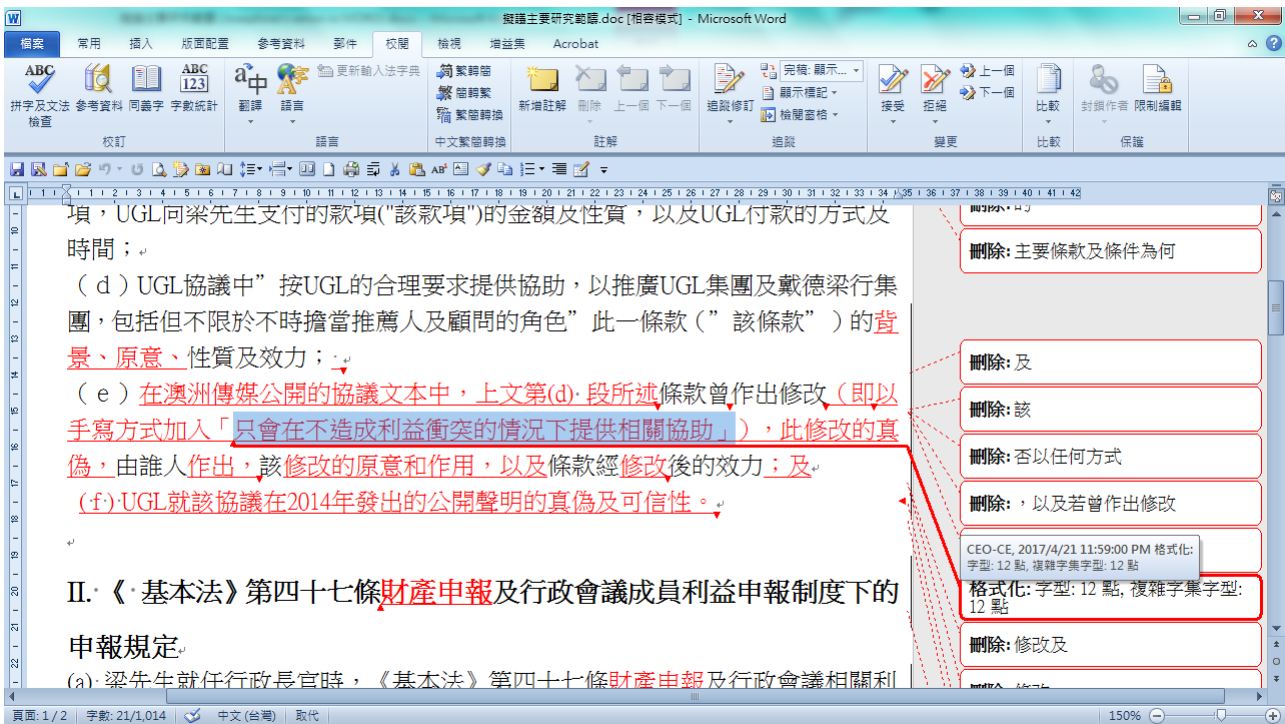 擬議主要研究範疇.doc [相容模式] - Microsoft Word
檔案 常用 插入 版面配置 參考資料 郵件 校閱 檢視 增益集 Acrobat
ABC ABC 更新輸入法字典 繁轉簡 完稿: 顯示... 上一個
123 簡轉繁 顯示標記 下一個
拼字及文法檢查 參考資料 同義字 字數統計 翻譯 語言 繁簡轉換 新增註解 刪除 上一個 下一個 追蹤修訂 檢閱窗格 接受 拒絕 比較 封鎖作者 限制編輯
校訂 語言 中文繁簡轉換 註解 追蹤 變更 比較 保護
項，UGL向梁先生支付的款項("該款項")的金額及性質，以及UGL付款的方式及
時間；
（d）UGL協議中”按UGL的合理要求提供協助，以推廣UGL集團及戴德梁行集
團，包括但不限於不時擔當推薦人及顧問的角色”此一條款（”該條款”）的背
景、原意、性質及效力；
（e）在澳洲傳媒公開的協議文本中，上文第(d) 段所述條款曾作出修改（即以
手寫方式加入「只會在不造成利益衝突的情況下提供相關協助」），此修改的真
偽，由誰人作出，該修改的原意和作用，以及條款經修改後的效力；及
(f) UGL就該協議在2014年發出的公開聲明的真偽及可信性。
II. 《 基本法》第四十七條財產申報及行政會議成員利益申報制度下的
申報規定
(a) 梁先生就任行政長官時，《基本法》第四十七條財產申報及行政會議相關利
刪除: 的
刪除: 主要條款及條件為何
刪除: 及
刪除: 該
刪除: 否以任何方式
刪除: ，以及若曾作出修改
CEO-CE, 2017/4/21 11:59:00 PM 格式化:
字型: 12 點, 複雜字集字型: 12 點
格式化: 字型: 12 點, 複雜字集字型:
12 點
刪除: 修改及
刪除: 修改
頁面: 1 / 2 字數: 21/1,014 中文 (台灣) 取代 150%